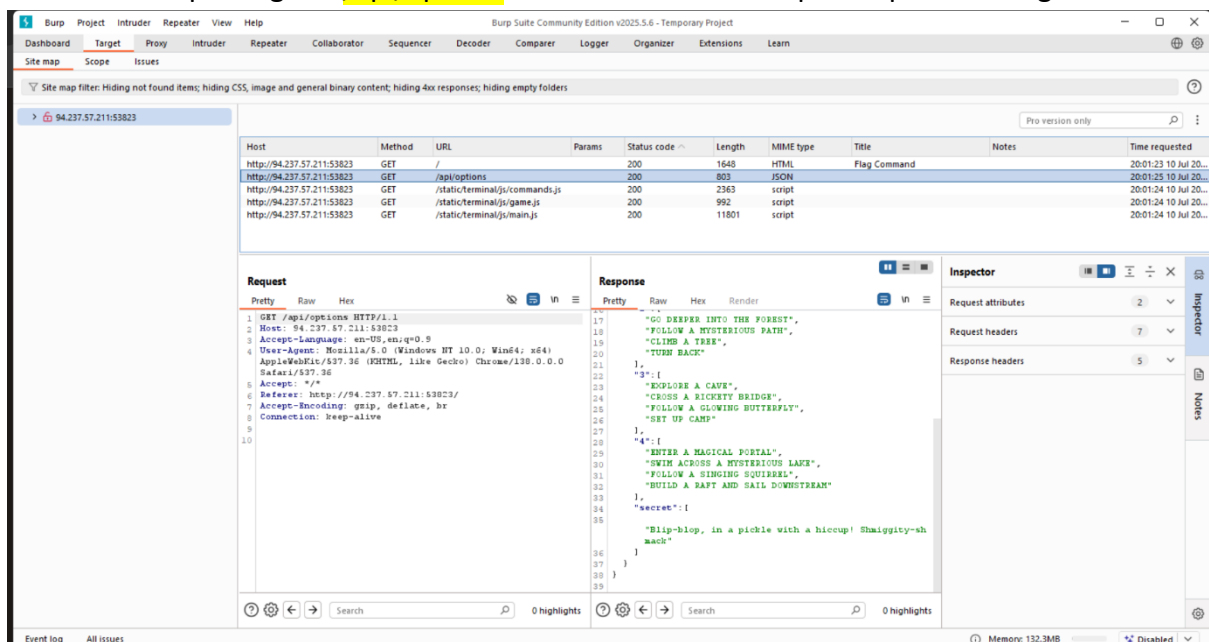 /api/options
Burp Project Intruder Repeater View Help
Burp Suite Community Edition v2025.5.6 - Temporary Project
Dashboard Target Proxy Intruder Repeater Collaborator Sequencer Decoder Comparer Logger Organizer Extensions Learn
Site map Scope Issues
Site map filter: Hiding not found items; hiding CSS, image and general binary content; hiding 4xx responses; hiding empty folders
94.237.57.211:53823
Pro version only
Host Method URL Params Status code Length MIME type Title Notes Time requested
http://94.237.57.211:53823 GET / 200 1648 HTML Flag Command 20:01:23 10 Jul 20...
http://94.237.57.211:53823 GET /api/options 200 803 JSON 20:01:25 10 Jul 20...
http://94.237.57.211:53823 GET /static/terminal/js/commands.js 200 2363 script 20:01:24 10 Jul 20...
http://94.237.57.211:53823 GET /static/terminal/js/game.js 200 992 script 20:01:24 10 Jul 20...
http://94.237.57.211:53823 GET /static/terminal/js/main.js 200 11801 script 20:01:24 10 Jul 20...
Request
Pretty Raw Hex
\n
1 GET /api/options HTTP/1.1
2 Host: 94.237.57.211:53823
3 Accept-Language: en-US,en;q=0.9
4 User-Agent: Mozilla/5.0 (Windows NT 10.0; Win64; x64)
AppleWebKit/537.36 (KHTML, like Gecko) Chrome/138.0.0.0
Safari/537.36
5 Accept: */*
6 Referer: http://94.237.57.211:53823/
7 Accept-Encoding: gzip, deflate, br
8 Connection: keep-alive
9
10
Search
0 highlights
Response
Pretty Raw Hex Render
\n
17 "GO DEEPER INTO THE FOREST",
18 "FOLLOW A MYSTERIOUS PATH",
19 "CLIMB A TREE",
20 "TURN BACK"
21 ],
22 "3":[
23 "EXPLORE A CAVE",
24 "CROSS A RICKETY BRIDGE",
25 "FOLLOW A GLOWING BUTTERFLY",
26 "SET UP CAMP"
27 ],
28 "4":[
29 "ENTER A MAGICAL PORTAL",
30 "SWIM ACROSS A MYSTERIOUS LAKE",
31 "FOLLOW A SINGING SQUIRREL",
32 "BUILD A RAFT AND SAIL DOWNSTREAM"
33 ],
34 "secret":[
35
"Blip-blop, in a pickle with a hiccup! Shmiggity-sh
mack"
36 ]
37 }
38 }
39
Search
0 highlights
Inspector
Request attributes 2
Request headers 7
Response headers 5
Inspector
Notes
Event log All issues
Memory: 132.3MB
Disabled